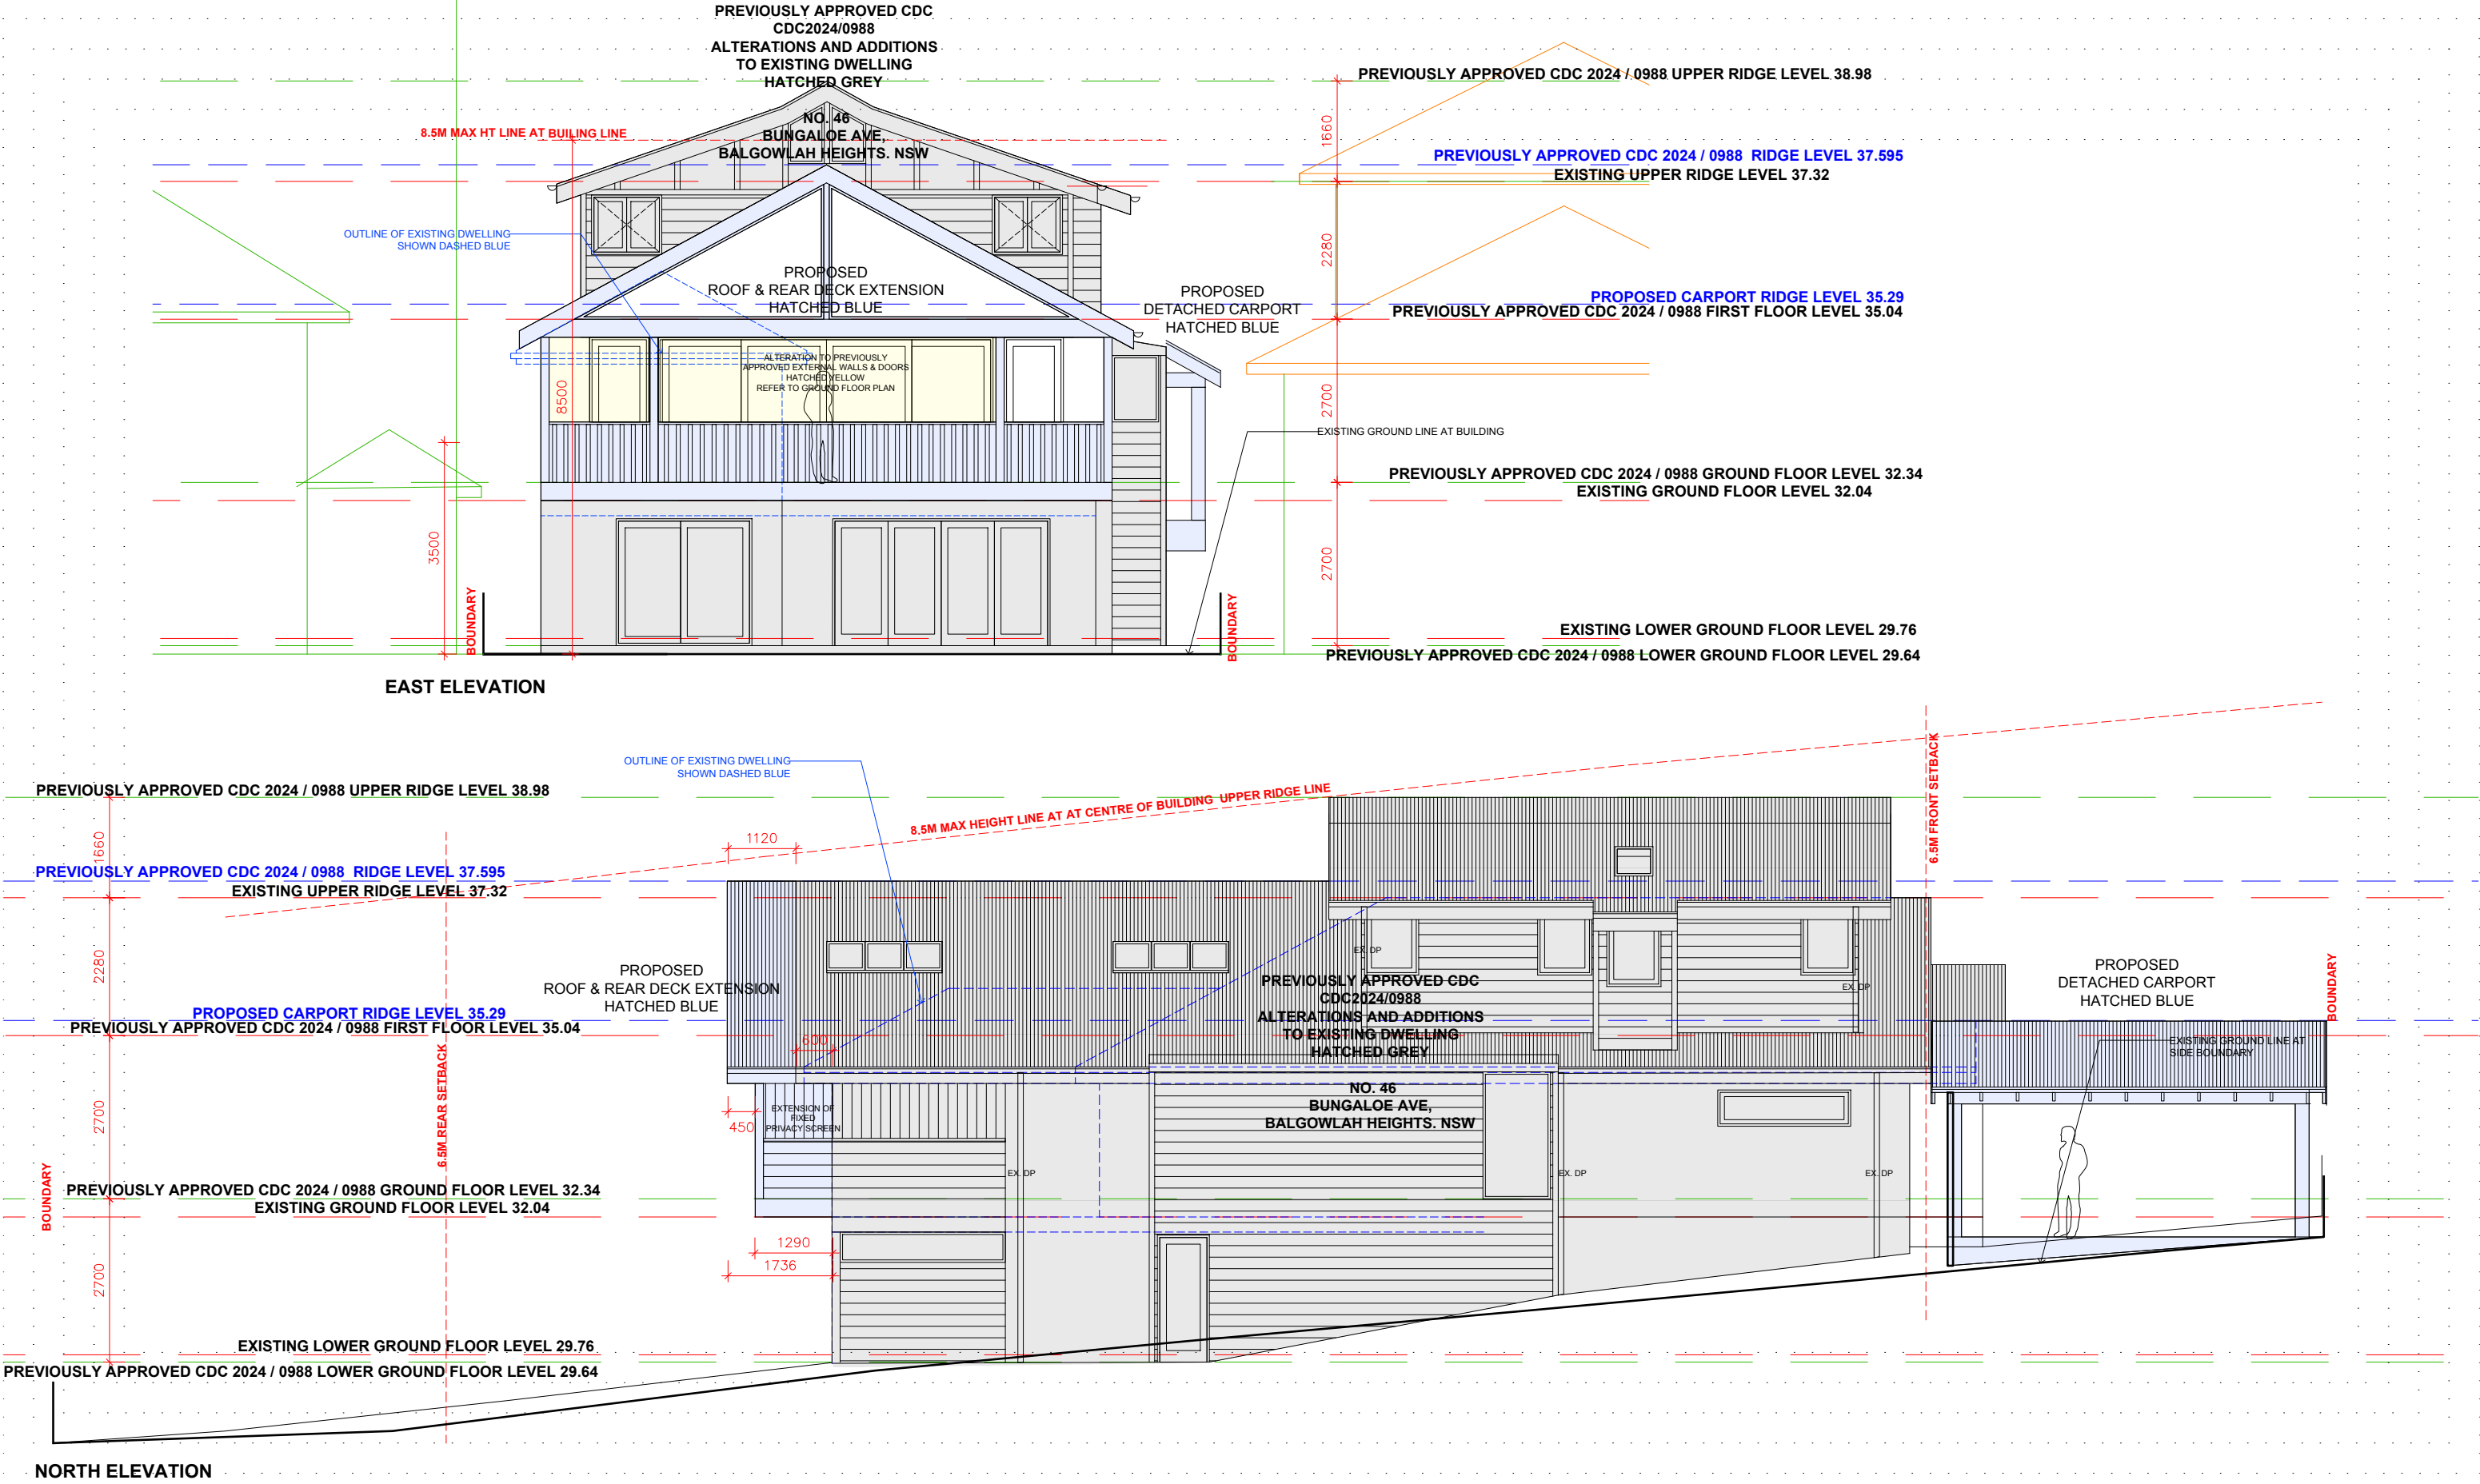 PREVIOUSLY APPROVED CDC
CDC2024/0988
ALTERATIONS AND ADDITIONS
TO EXISTING DWELLING
HATCHED GREY
PREVIOUSLY APPROVED CDC 2024 / 0988 UPPER RIDGE LEVEL 38.98
8.5M MAX HT LINE AT BUILING LINE
NO. 46
BUNGALOE AVE,
BALGOWLAH HEIGHTS. NSW
1660
PREVIOUSLY APPROVED CDC 2024 / 0988 RIDGE LEVEL 37.595
EXISTING UPPER RIDGE LEVEL 37.32
OUTLINE OF EXISTING DWELLING
SHOWN DASHED BLUE
2280
PROPOSED
ROOF & REAR DECK EXTENSION
HATCHED BLUE
PROPOSED
DETACHED CARPORT
HATCHED BLUE
PROPOSED CARPORT RIDGE LEVEL 35.29
PREVIOUSLY APPROVED CDC 2024 / 0988 FIRST FLOOR LEVEL 35.04
ALTERATION TO PREVIOUSLY
APPROVED EXTERNAL WALLS & DOORS
HATCHED YELLOW
REFER TO GROUND FLOOR PLAN
8500
2700
EXISTING GROUND LINE AT BUILDING
PREVIOUSLY APPROVED CDC 2024 / 0988 GROUND FLOOR LEVEL 32.34
EXISTING GROUND FLOOR LEVEL 32.04
3500
2700
BOUNDARY
BOUNDARY
EXISTING LOWER GROUND FLOOR LEVEL 29.76
PREVIOUSLY APPROVED CDC 2024 / 0988 LOWER GROUND FLOOR LEVEL 29.64
EAST ELEVATION
OUTLINE OF EXISTING DWELLING
SHOWN DASHED BLUE
PREVIOUSLY APPROVED CDC 2024 / 0988 UPPER RIDGE LEVEL 38.98
8.5M MAX HEIGHT LINE AT AT CENTRE OF BUILDING UPPER RIDGE LINE
6.5M FRONT SETBACK
1660
1120
PREVIOUSLY APPROVED CDC 2024 / 0988 RIDGE LEVEL 37.595
EXISTING UPPER RIDGE LEVEL 37.32
2280
EX. DP
EX. DP
PROPOSED
ROOF & REAR DECK EXTENSION
HATCHED BLUE
PREVIOUSLY APPROVED CDC
CDC2024/0988
ALTERATIONS AND ADDITIONS
TO EXISTING DWELLING
HATCHED GREY
PROPOSED
DETACHED CARPORT
HATCHED BLUE
BOUNDARY
PROPOSED CARPORT RIDGE LEVEL 35.29
PREVIOUSLY APPROVED CDC 2024 / 0988 FIRST FLOOR LEVEL 35.04
600
EXISTING GROUND LINE AT
SIDE BOUNDARY
NO. 46
BUNGALOE AVE,
BALGOWLAH HEIGHTS. NSW
6.5M REAR SETBACK
2700
450
EXTENSION OF
FIXED
PRIVACY SCREEN
EX. DP
EX. DP
EX. DP
BOUNDARY
PREVIOUSLY APPROVED CDC 2024 / 0988 GROUND FLOOR LEVEL 32.34
EXISTING GROUND FLOOR LEVEL 32.04
1290
1736
2700
EXISTING LOWER GROUND FLOOR LEVEL 29.76
PREVIOUSLY APPROVED CDC 2024 / 0988 LOWER GROUND FLOOR LEVEL 29.64
NORTH ELEVATION